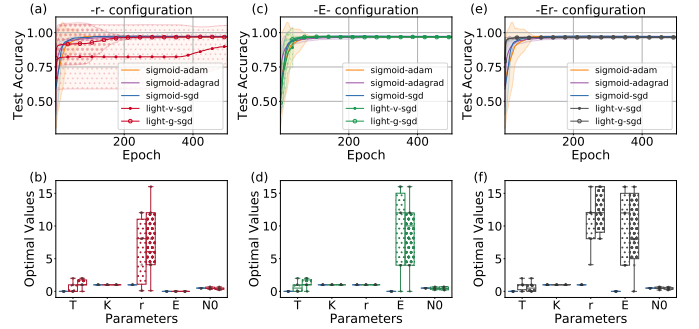 (a) -r- configuration
Test Accuracy
1.00
0.75
0.50
sigmoid-adam
sigmoid-adagrad
sigmoid-sgd
light-v-sgd
light-g-sgd
200 400
Epoch
(c) -E- configuration
Test Accuracy
1.00
0.75
0.50
sigmoid-adam
sigmoid-adagrad
sigmoid-sgd
light-v-sgd
light-g-sgd
200 400
Epoch
(e) -Er- configuration
Test Accuracy
1.00
0.75
0.50
sigmoid-adam
sigmoid-adagrad
sigmoid-sgd
light-v-sgd
light-g-sgd
200 400
Epoch
(b)
Optimal Values
15
10
5
0
T K r E N0
Parameters
(d)
Optimal Values
15
10
5
0
T K r E N0
Parameters
(f)
Optimal Values
15
10
5
0
T K r E N0
Parameters